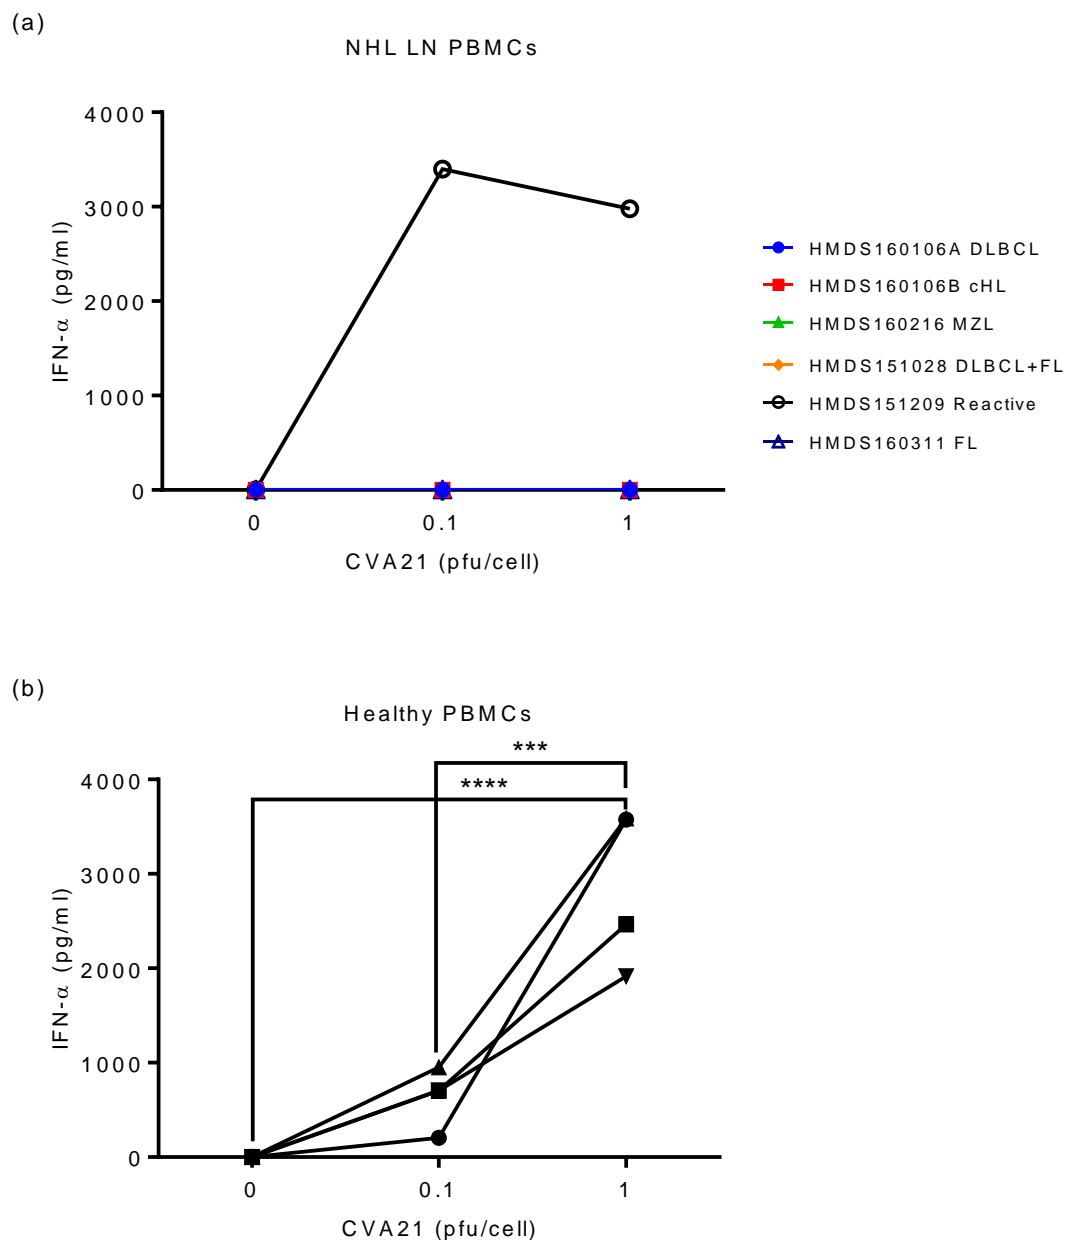 (a)
NHL LN PBMCs
4000
3000
2000
1000
0
IFN-α (pg/ml)
0 0.1 1
CVA21 (pfu/cell)
HMDS160106A DLBCL
HMDS160106B cHL
HMDS160216 MZL
HMDS151028 DLBCL+FL
HMDS151209 Reactive
HMDS160311 FL
(b)
Healthy PBMCs
***
****
4000
3000
2000
1000
0
IFN-α (pg/ml)
0 0.1 1
CVA21 (pfu/cell)